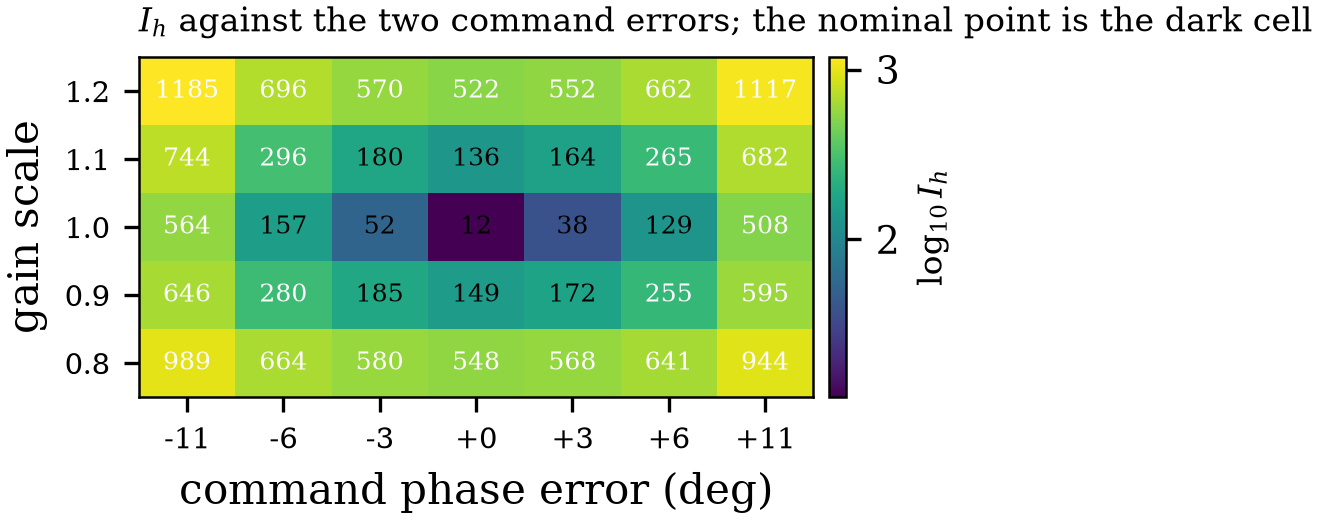 I_h against the two command errors; the nominal point is the dark cell
gain scale
1.2 1185 696 570 522 552 662 1117
1.1 744 296 180 136 164 265 682
1.0 564 157 52 12 38 129 508
0.9 646 280 185 149 172 255 595
0.8 989 664 580 548 568 641 944
-11 -6 -3 +0 +3 +6 +11
command phase error (deg)
3
2
log₁₀ I_h